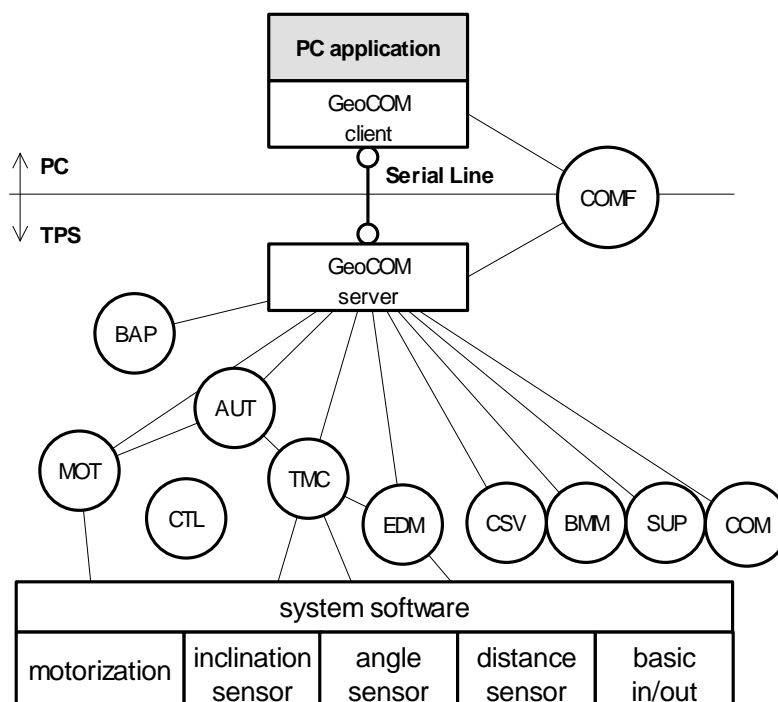 PC application
GeoCOM
client
PC
Serial Line
COMF
TPS
GeoCOM
server
BAP
AUT
MOT
TMC
CTL
EDM
CSV
BMM
SUP
COM
system software
motorization
inclination
sensor
angle
sensor
distance
sensor
basic
in/out